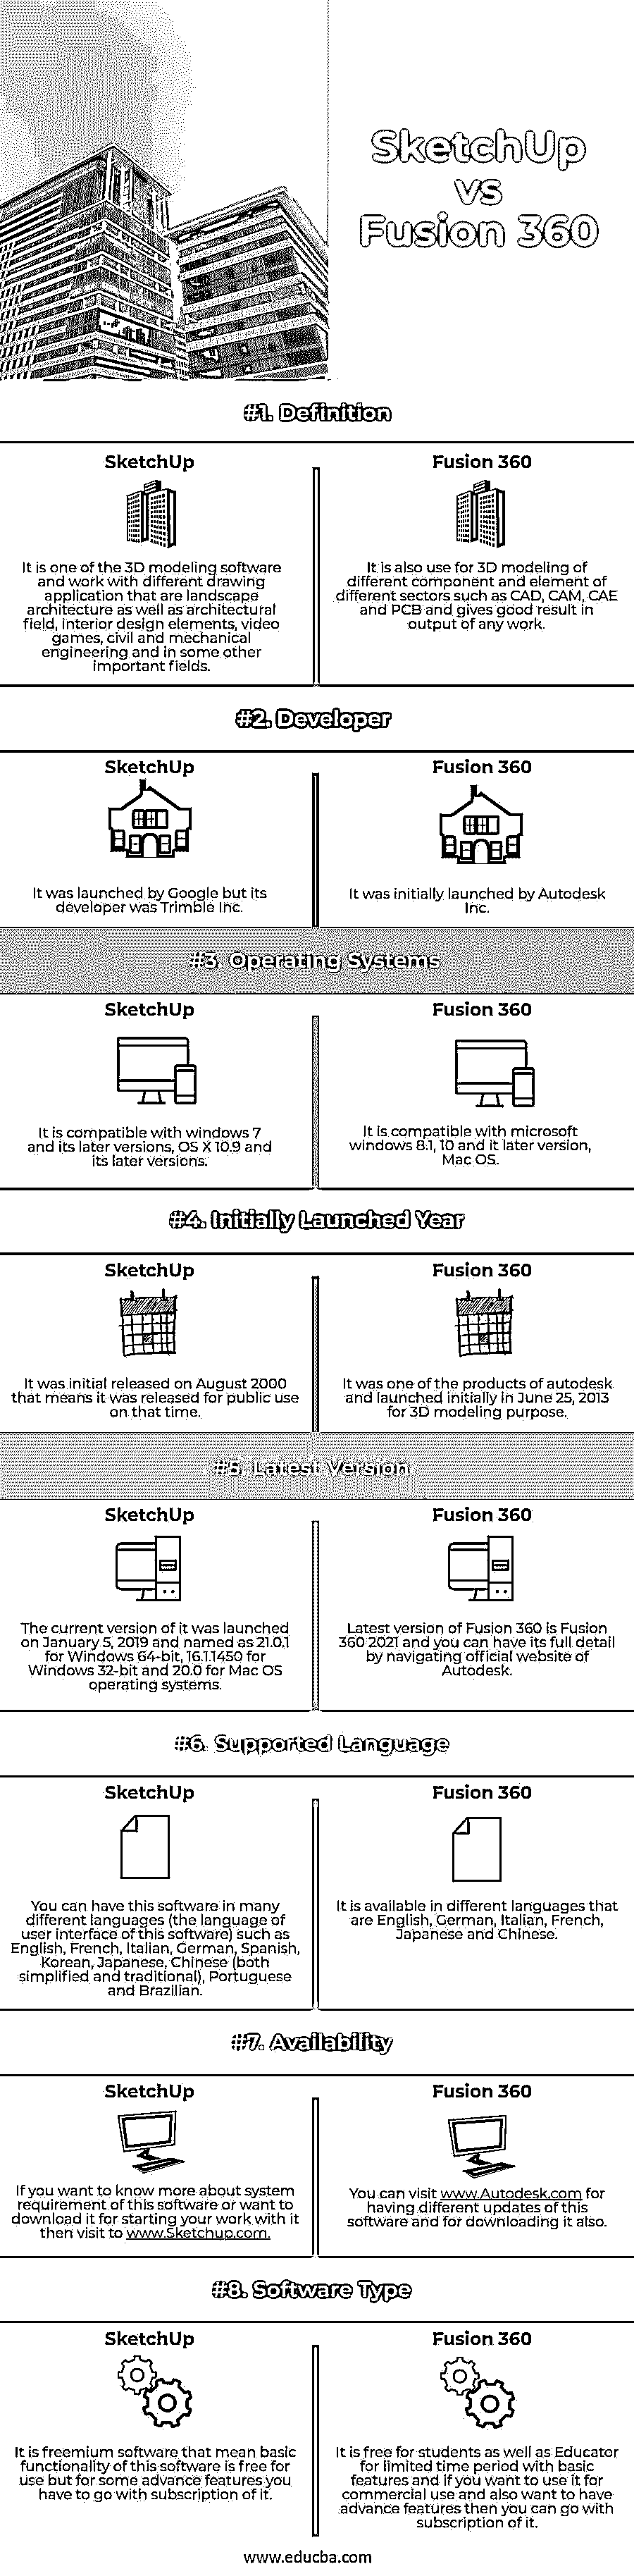 SketchUp
vs
Fusion 360
#1. Definition
SketchUp
It is one of the 3D modeling software
and work with different drawing
application that are landscape
architecture as well as architectural
field, interior design elements, video
games, civil and mechanical
engineering and in some other
important fields.
Fusion 360
It is also use for 3D modeling of
different component and element of
different sectors such as CAD, CAM, CAE
and PCB and gives good result in
output of any work.
#2. Developer
SketchUp
It was launched by Google but its
developer was Trimble Inc.
Fusion 360
It was initially launched by Autodesk
Inc.
#3. Operating Systems
SketchUp
It is compatible with windows 7
and its later versions, OS X 10.9 and
its later versions.
Fusion 360
It is compatible with microsoft
windows 8.1, 10 and it later version,
Mac OS.
#4. Initially Launched Year
SketchUp
It was initial released on August 2000
that means it was released for public use
on that time.
Fusion 360
It was one of the products of autodesk
and launched initially in June 25, 2013
for 3D modeling purpose.
#5. Latest Version
SketchUp
The current version of it was launched
on January 5, 2019 and named as 21.0.1
for Windows 64-bit, 16.1.1450 for
Windows 32-bit and 20.0 for Mac OS
operating systems.
Fusion 360
Latest version of Fusion 360 is Fusion
360 2021 and you can have its full detail
by navigating official website of
Autodesk.
#6. Supported Language
SketchUp
You can have this software in many
different languages (the language of
user interface of this software) such as
English, French, Italian, German, Spanish,
Korean, Japanese, Chinese (both
simplified and traditional), Portuguese
and Brazilian.
Fusion 360
It is available in different languages that
are English, German, Italian, French,
Japanese and Chinese.
#7. Availability
SketchUp
If you want to know more about system
requirement of this software or want to
download it for starting your work with it
then visit to www.Sketchup.com.
Fusion 360
You can visit www.Autodesk.com for
having different updates of this
software and for downloading it also.
#8. Software Type
SketchUp
It is freemium software that mean basic
functionality of this software is free for
use but for some advance features you
have to go with subscription of it.
Fusion 360
It is free for students as well as Educator
for limited time period with basic
features and if you want to use it for
commercial use and also want to have
advance features then you can go with
subscription of it.
www.educba.com